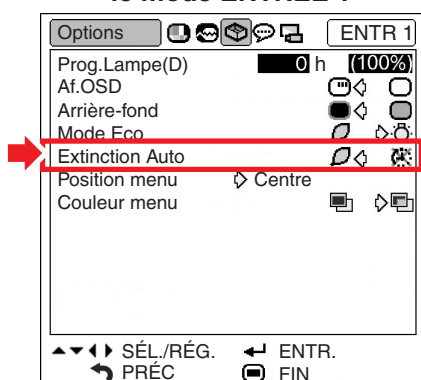 le Mode ENTRÉE 1
Options ENTR 1
Prog.Lampe(D) 0 h (100%)
Af.OSD
Arrière-fond
Mode Eco
Extinction Auto
Position menu Centre
Couleur menu
SÉL./RÉG. ENTR.
PRÉC FIN